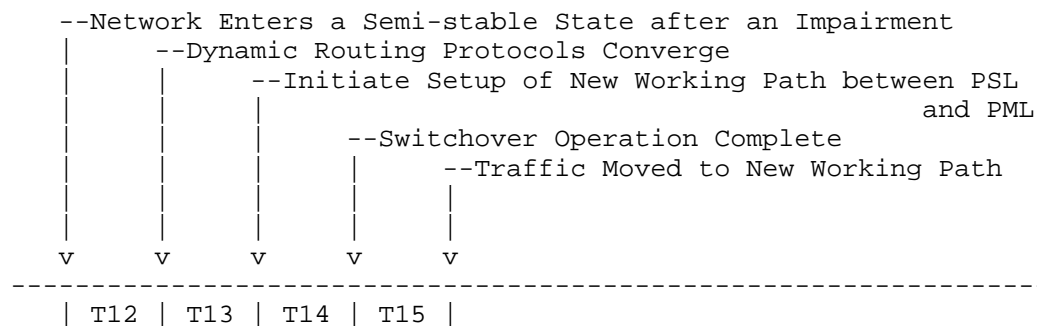 --Network Enters a Semi-stable State after an Impairment
| --Dynamic Routing Protocols Converge
| | --Initiate Setup of New Working Path between PSL
| | | and PML
| | | --Switchover Operation Complete
| | | | --Traffic Moved to New Working Path
| | | | |
| | | | |
v v v v v
----------------------------------------------------------------
| T12 | T13 | T14 | T15 |